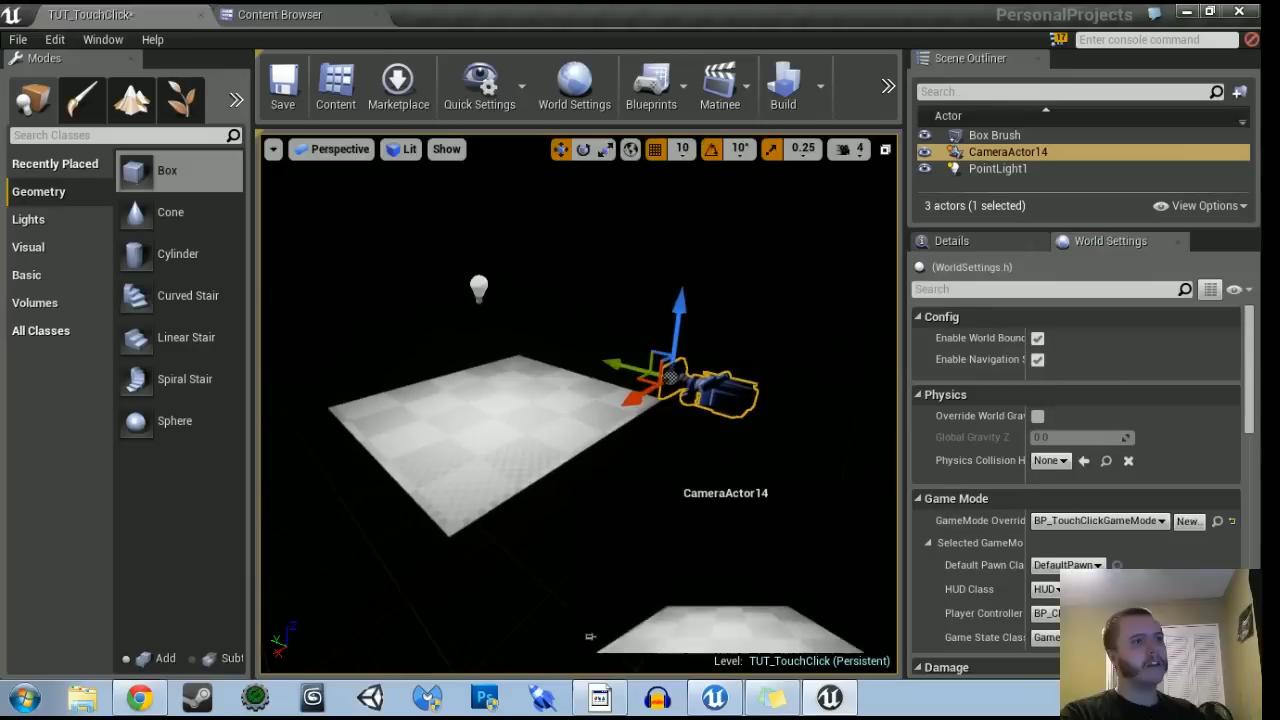 TUT_TouchClick*
Content Browser
PersonalProjects
File Edit Window Help
17
Enter console command
Modes
Search Classes
Recently Placed
Geometry
Lights
Visual
Basic
Volumes
All Classes
Box
Cone
Cylinder
Curved Stair
Linear Stair
Spiral Stair
Sphere
Add
Subt
Save
Content
Marketplace
Quick Settings
World Settings
Blueprints
Matinee
Build
Perspective Lit Show
10 10° 0.25 4
CameraActor14
Level: TUT_TouchClick (Persistent)
Scene Outliner
Search...
Actor
Box Brush
CameraActor14
PointLight1
3 actors (1 selected)
View Options
Details
World Settings
(WorldSettings.h)
Search
Config
Enable World Bound
Enable Navigation S
Physics
Override World Grav
Global Gravity Z 0.0
Physics Collision H None
Game Mode
GameMode Overrid BP_TouchClickGameMode New..
Selected GameMo
Default Pawn Cla DefaultPawn
HUD Class HUD
Player Controller BP_Cl
Game State Class Game
Damage